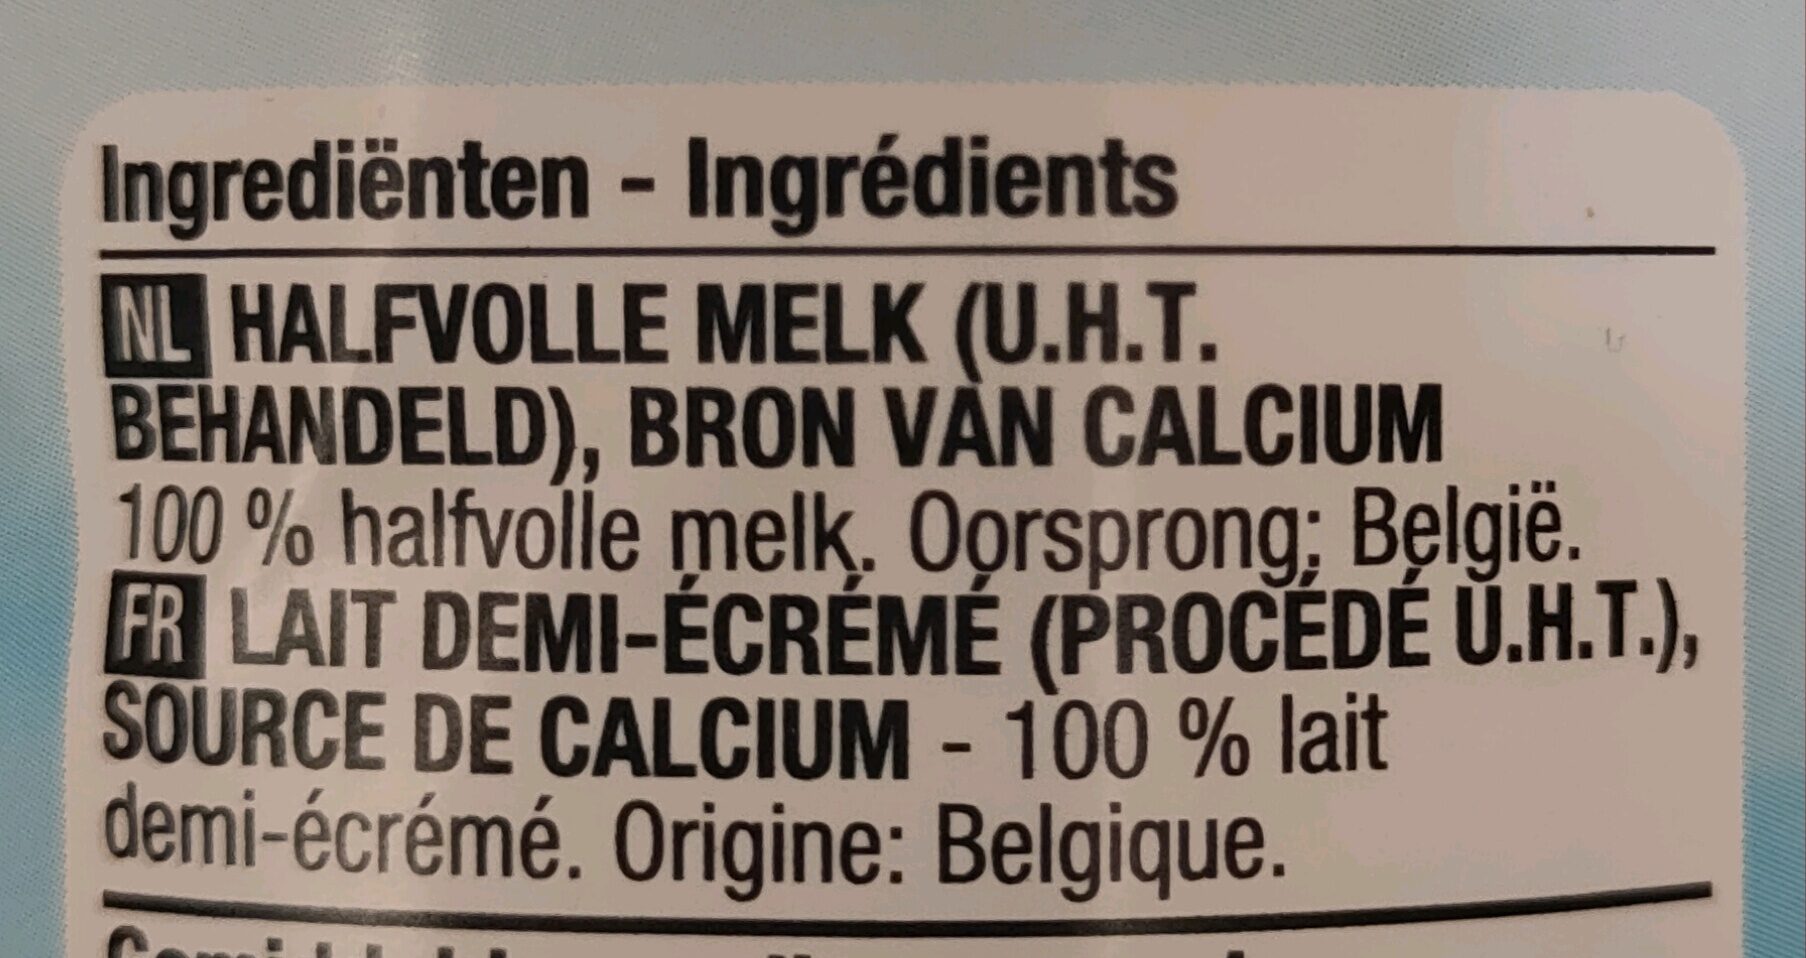 Ingrediënten - Ingrédients
NL HALFVOLLE MELK (U.H.T.
BEHANDELD), BRON VAN CALCIUM
100 % halfvolle melk. Oorsprong: België.
FR LAIT DEMI-ÉCRÉMÉ (PROCÉDÉ U.H.T.),
SOURCE DE CALCIUM - 100 % lait
demi-écrémé. Origine: Belgique.